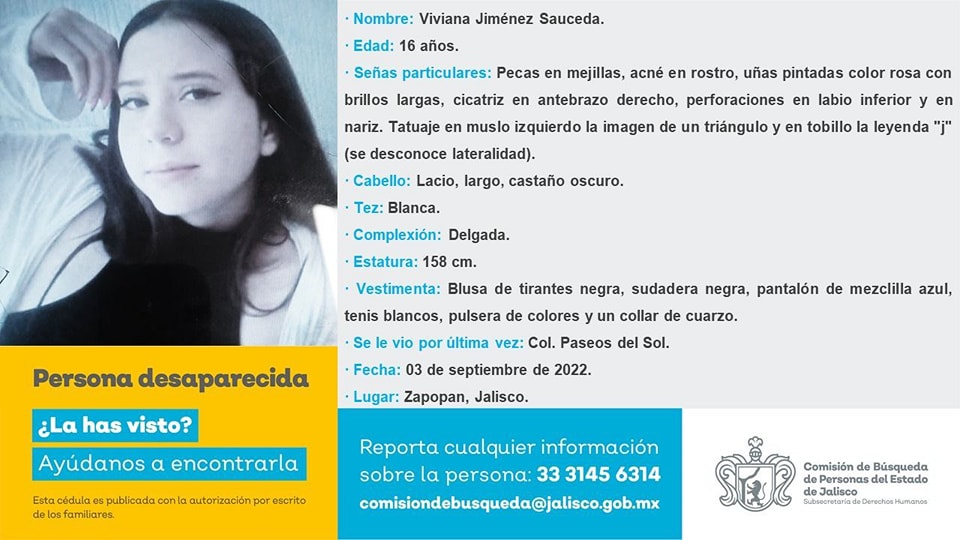 · Nombre: Viviana Jiménez Sauceda.
· Edad: 16 años.
· Señas particulares: Pecas en mejillas, acné en rostro, uñas pintadas color rosa con
brillos largas, cicatriz en antebrazo derecho, perforaciones en labio inferior y en
nariz. Tatuaje en muslo izquierdo la imagen de un triángulo y en tobillo la leyenda "j"
(se desconoce lateralidad).
· Cabello: Lacio, largo, castaño oscuro.
· Tez: Blanca.
· Complexión: Delgada.
· Estatura: 158 cm.
· Vestimenta: Blusa de tirantes negra, sudadera negra, pantalón de mezclilla azul,
tenis blancos, pulsera de colores y un collar de cuarzo.
· Se le vio por última vez: Col. Paseos del Sol.
· Fecha: 03 de septiembre de 2022.
· Lugar: Zapopan, Jalisco.
Persona desaparecida
¿La has visto?
Ayúdanos a encontrarla
Esta cédula es publicada con la autorización por escrito
de los familiares.
Reporta cualquier información
sobre la persona: 33 3145 6314
comisiondebusqueda@jalisco.gob.mx
Comisión de Búsqueda
de Personas del Estado
de Jalisco
Subsecretaría de Derechos Humanos